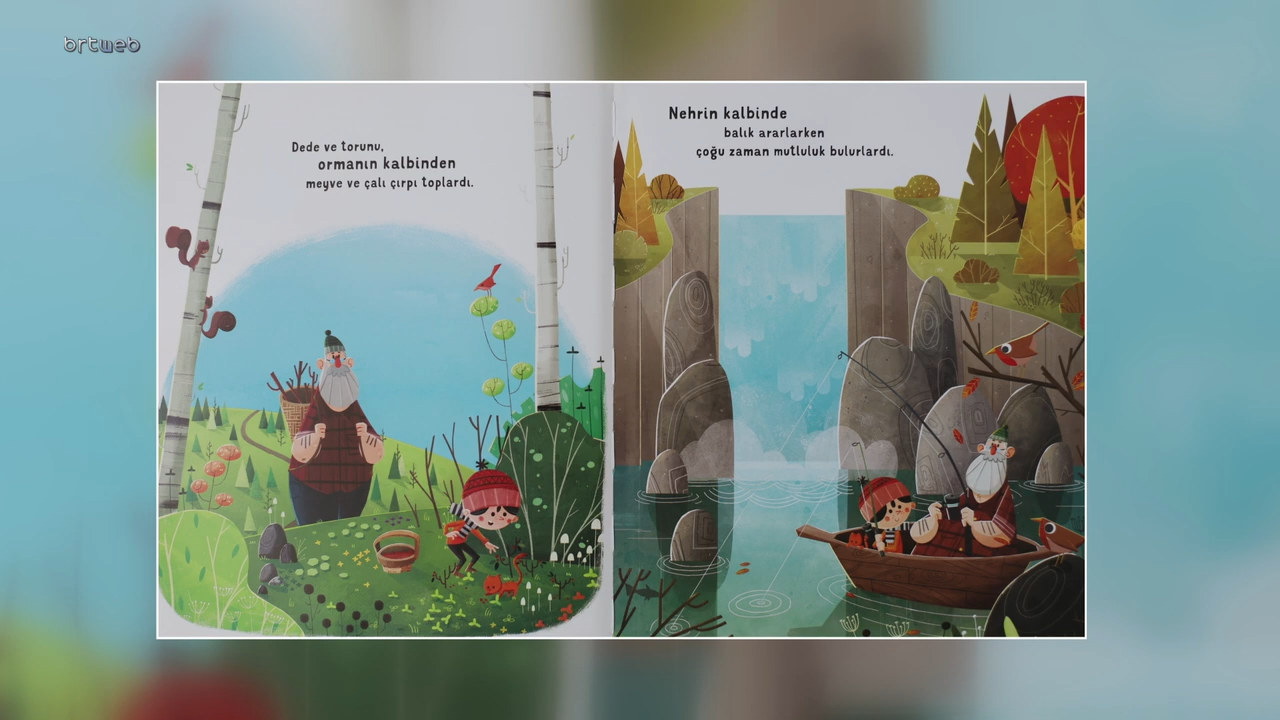 brtweb
Dede ve torunu,
ormanın kalbinden
meyve ve çalı çırpı toplardı.
Nehrin kalbinde
balık ararlarken
çoğu zaman mutluluk bulurlardı.